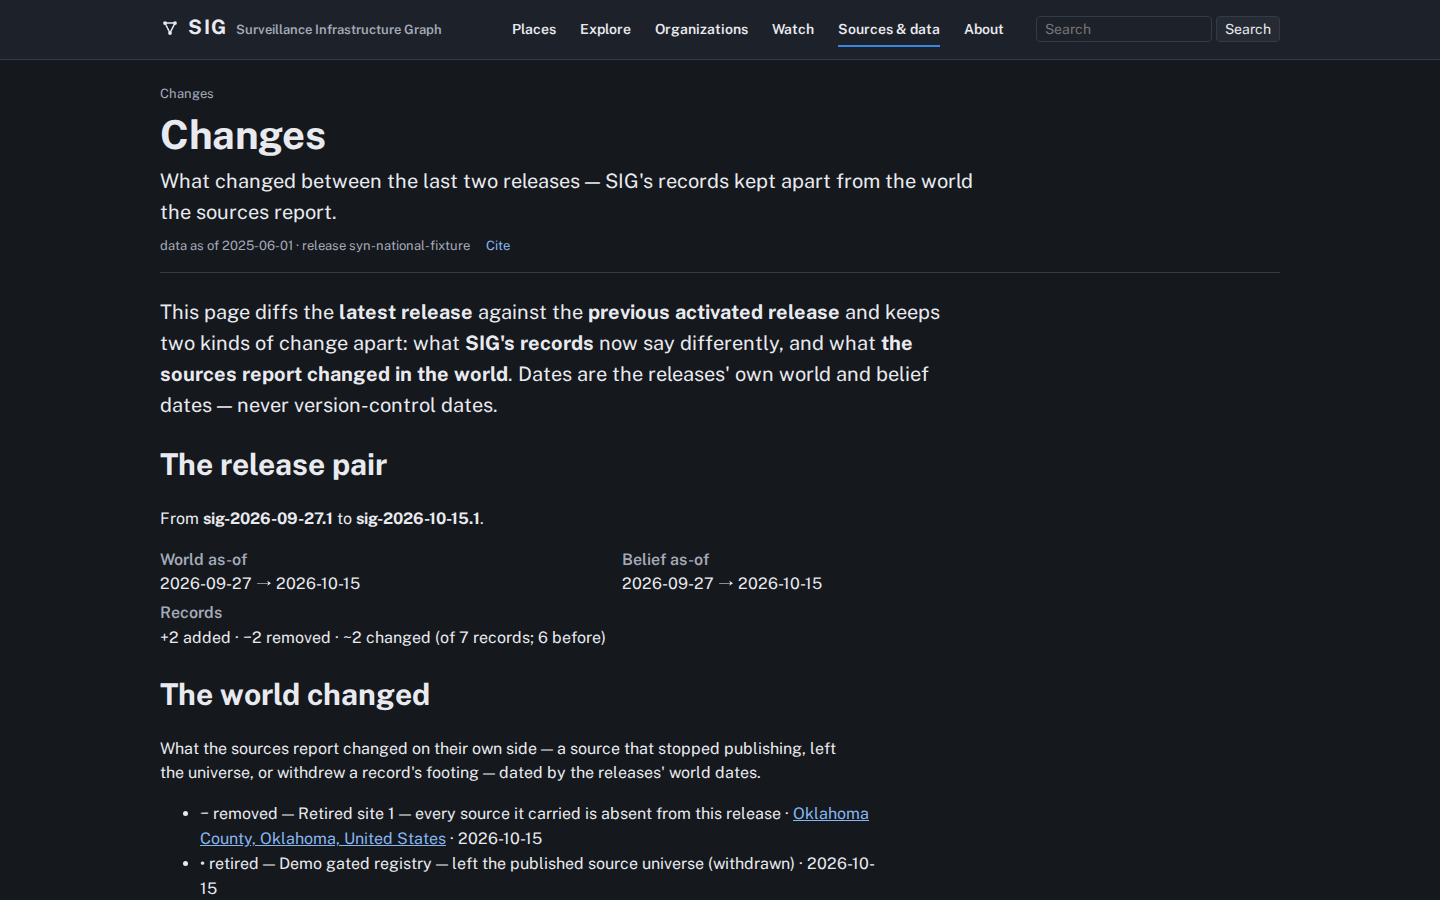 SIG Surveillance Infrastructure Graph Places Explore Organizations Watch Sources & data About Search Search
Changes
Changes
What changed between the last two releases — SIG's records kept apart from the world
the sources report.
data as of 2025-06-01 · release syn-national-fixture Cite
This page diffs the latest release against the previous activated release and keeps
two kinds of change apart: what SIG's records now say differently, and what the
sources report changed in the world. Dates are the releases' own world and belief
dates — never version-control dates.
The release pair
From sig-2026-09-27.1 to sig-2026-10-15.1.
World as-of Belief as-of
2026-09-27 → 2026-10-15 2026-09-27 → 2026-10-15
Records
+2 added · −2 removed · ~2 changed (of 7 records; 6 before)
The world changed
What the sources report changed on their own side — a source that stopped publishing, left
the universe, or withdrew a record's footing — dated by the releases' world dates.
• − removed — Retired site 1 — every source it carried is absent from this release · Oklahoma
County, Oklahoma, United States · 2026-10-15
• • retired — Demo gated registry — left the published source universe (withdrawn) · 2026-10-
15